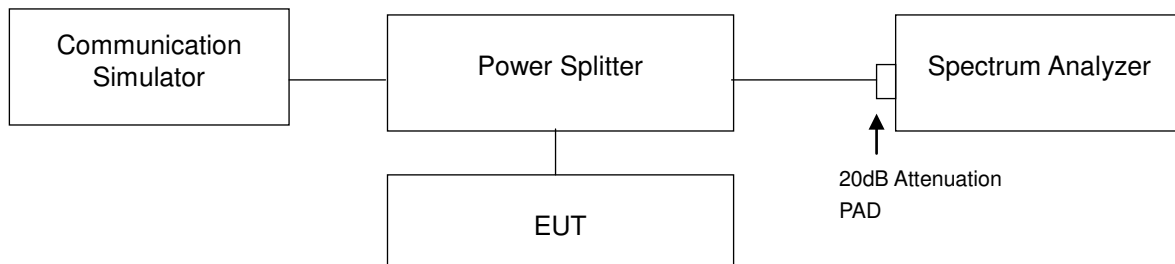 Communication
Simulator
Power Splitter
Spectrum Analyzer
20dB Attenuation
PAD
EUT